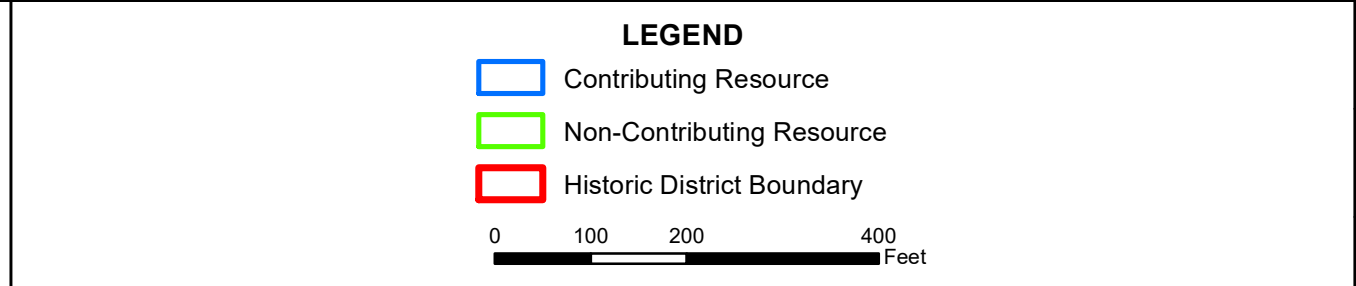 LEGEND
Contributing Resource
Non-Contributing Resource
Historic District Boundary
0 100 200 400
Feet